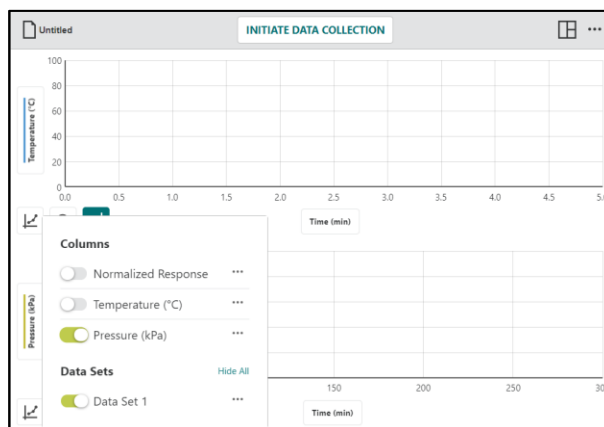 Untitled
INITIATE DATA COLLECTION
100
80
60
40
20
0
Temperature (°C)
0.0 0.5 1.0 1.5 2.0 2.5 3.0 3.5 4.0 4.5 5.
Time (min)
Columns
Normalized Response
Temperature (°C)
Pressure (kPa)
Data Sets Hide All
Data Set 1
Pressure (kPa)
150 200 250 30
Time (min)